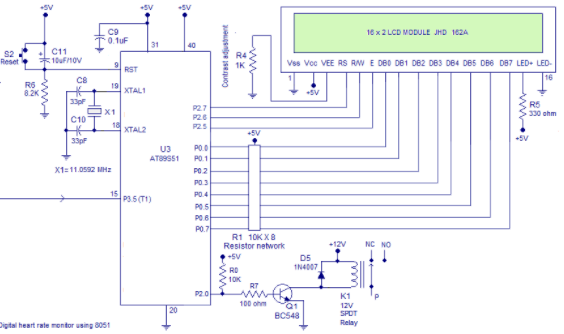 +5V
+5V
+5V
C9
0.1uF
S2
Reset
C11
10uF/10V
31
40
9
RST
R6
8.2K
C8
33pF
19
XTAL1
X1
C10
33pF
18
XTAL2
X1= 11.0592 MHz
U3
AT89S51
15
P3.5 (T1)
20
R4
1K
Contrast adjustment
16 x 2 LCD MODULE JHD 162A
Vss Vcc VEE RS R/W E DB0 DB1 DB2 DB3 DB4 DB5 DB6 DB7 LED+ LED-
1
16
+5V
R5
330 ohm
+5V
P2.7
P2.6
P2.5
+5V
P0.0
P0.1
P0.2
P0.3
P0.4
P0.5
P0.6
P0.7
R1 10K X 8
Resistor network
+5V
10K
P2.0
R7
100 ohm
Q1
BC548
+12V
D5
1N4007
NC
NO
K1
12V
SPDT
Relay
P
Digital heart rate monitor using 8051